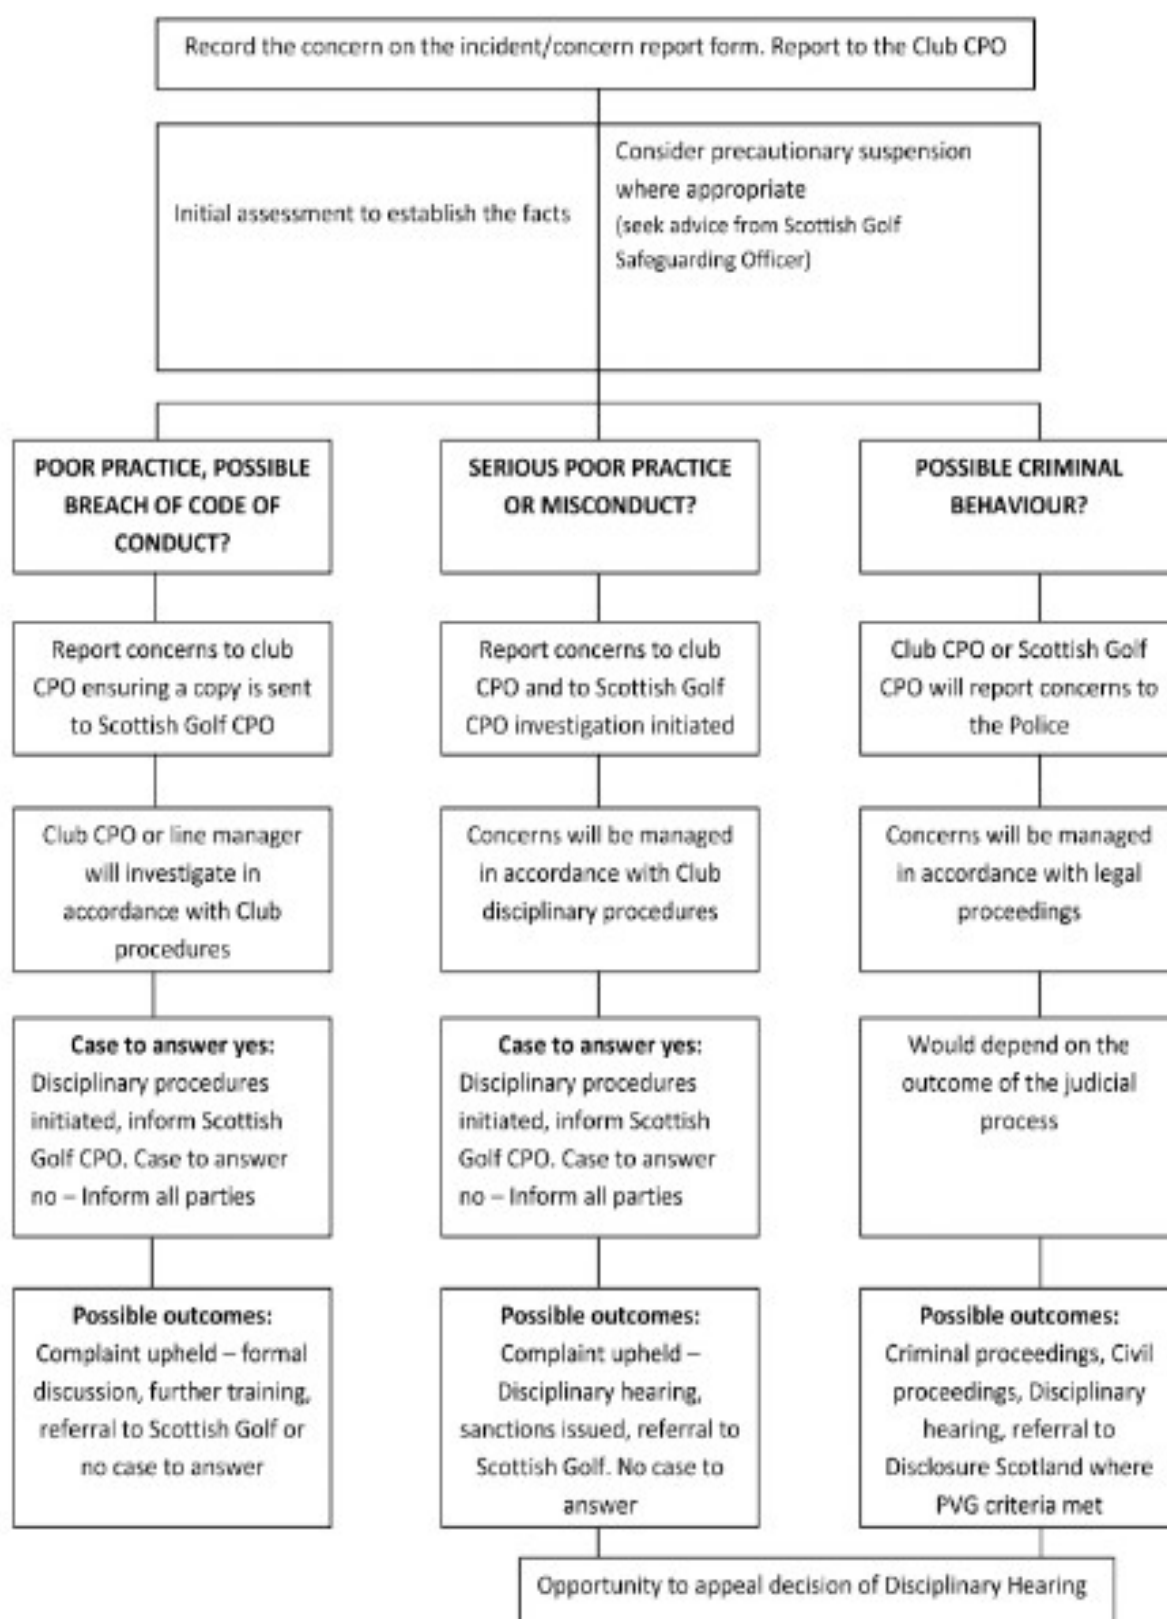 Record the concern on the incident/concern report form. Report to the Club CPO
Initial assessment to establish the facts
Consider precautionary suspension
where appropriate
(seek advice from Scottish Golf
Safeguarding Officer)
POOR PRACTICE, POSSIBLE
BREACH OF CODE OF
CONDUCT?
Report concerns to club
CPO ensuring a copy is sent
to Scottish Golf CPO
Club CPO or line manager
will investigate in
accordance with Club
procedures
Case to answer yes:
Disciplinary procedures
initiated, inform Scottish
Golf CPO. Case to answer
no – Inform all parties
Possible outcomes:
Complaint upheld – formal
discussion, further training,
referral to Scottish Golf or
no case to answer
SERIOUS POOR PRACTICE
OR MISCONDUCT?
Report concerns to club
CPO and to Scottish Golf
CPO investigation initiated
Concerns will be managed
in accordance with Club
disciplinary procedures
Case to answer yes:
Disciplinary procedures
initiated, inform Scottish
Golf CPO. Case to answer
no – Inform all parties
Possible outcomes:
Complaint upheld –
Disciplinary hearing,
sanctions issued, referral to
Scottish Golf. No case to
answer
POSSIBLE CRIMINAL
BEHAVIOUR?
Club CPO or Scottish Golf
CPO will report concerns to
the Police
Concerns will be managed
in accordance with legal
proceedings
Would depend on the
outcome of the judicial
process
Possible outcomes:
Criminal proceedings, Civil
proceedings, Disciplinary
hearing, referral to
Disclosure Scotland where
PVG criteria met
Opportunity to appeal decision of Disciplinary Hearing